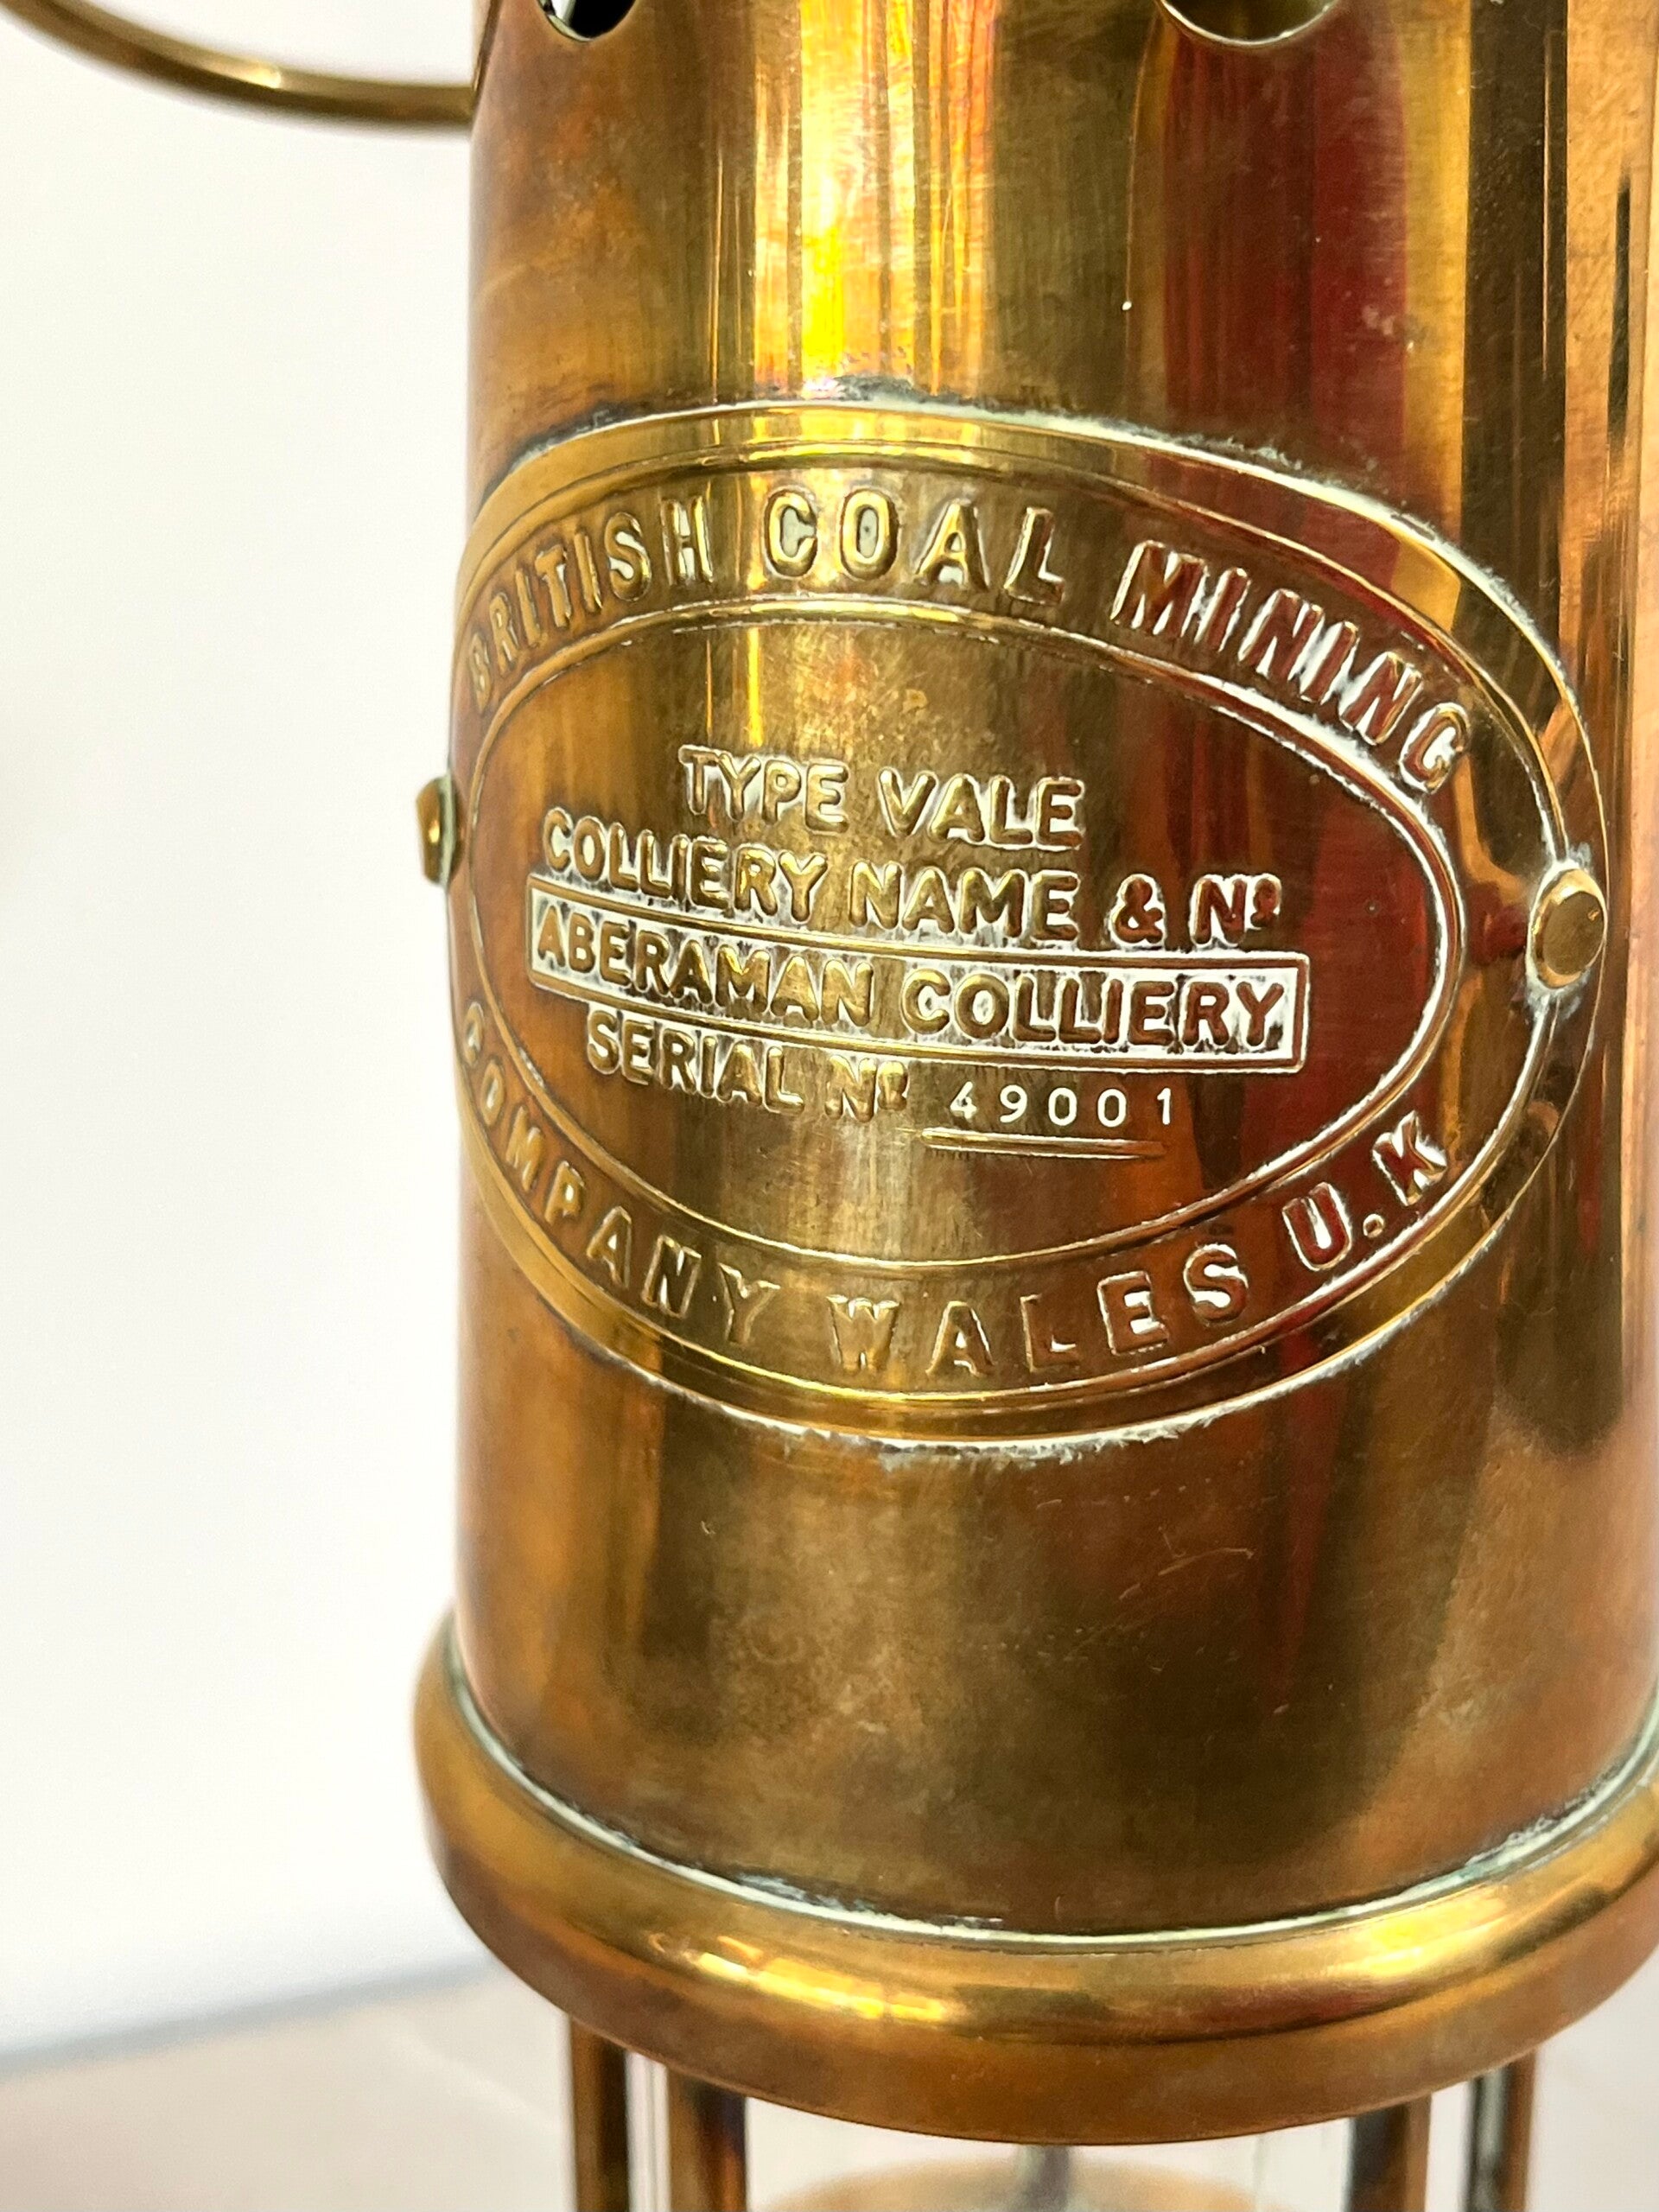 BRITISH COAL MINING
TYPE VALE
COLLIERY NAME & Nº
ABERAMAN COLLIERY
SERIAL Nº 49001
COMPANY WALES U.K